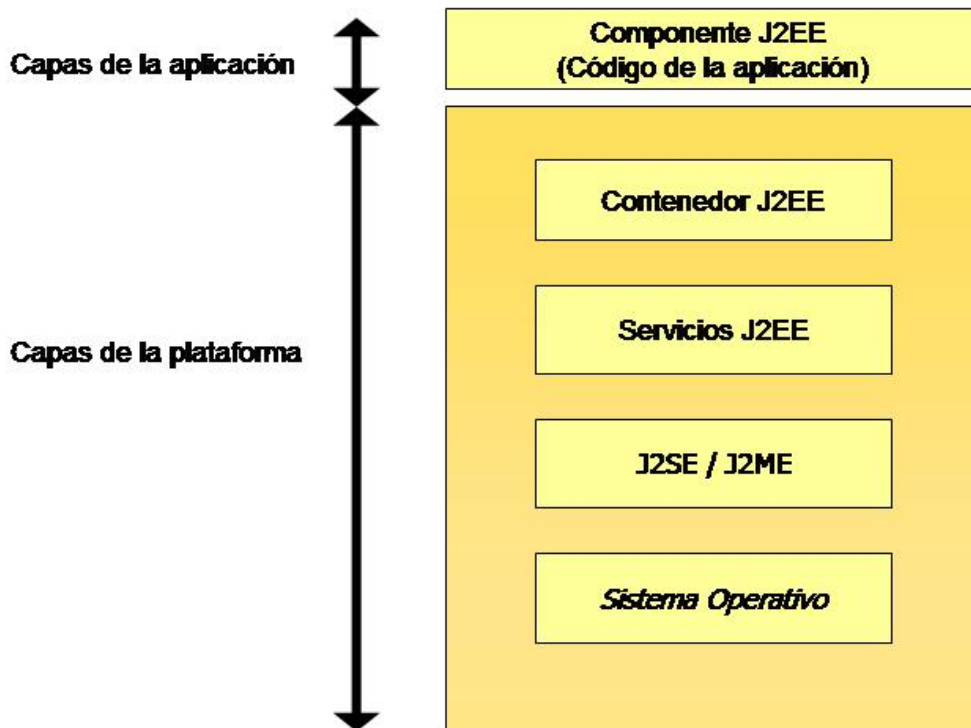 Capas de la aplicación
Componente J2EE
(Código de la aplicación)
Capas de la plataforma
Contenedor J2EE
Servicios J2EE
J2SE / J2ME
Sistema Operativo